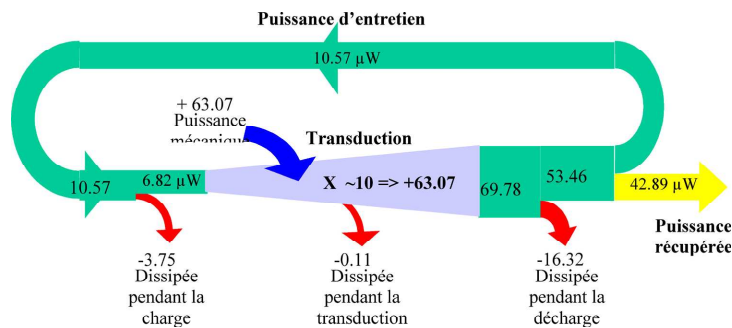 Puissance d’entretien
10.57 µW
+ 63.07
Puissance
mécanique
Transduction
10.57
6.82 µW
X ~10 => +63.07
69.78
53.46
42.89 µW
Puissance
récupérée
-3.75
Dissipée
pendant la
charge
-0.11
Dissipée
pendant la
transduction
-16.32
Dissipée
pendant la
décharge